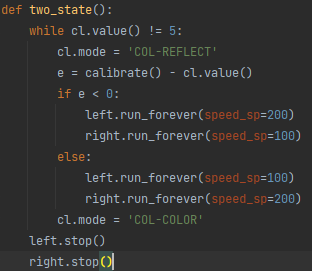 def two_state():
    while cl.value() != 5:
        cl.mode = 'COL-REFLECT'
        e = calibrate() - cl.value()
        if e < 0:
            left.run_forever(speed_sp=200)
            right.run_forever(speed_sp=100)
        else:
            left.run_forever(speed_sp=100)
            right.run_forever(speed_sp=200)
        cl.mode = 'COL-COLOR'
    left.stop()
    right.stop()